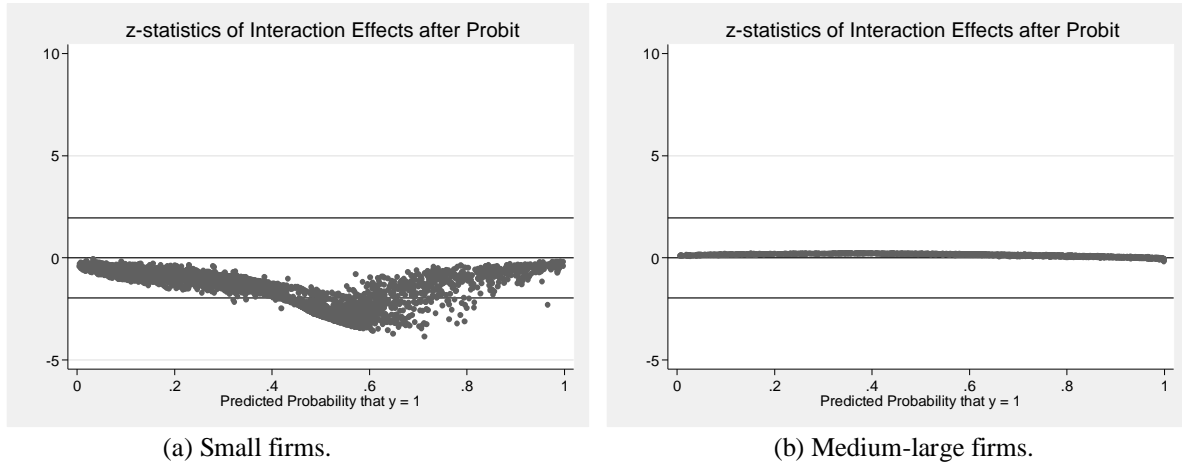 z-statistics of Interaction Effects after Probit
10
5
0
-5
0 .2 .4 .6 .8 1
Predicted Probability that y = 1
(a) Small firms.
z-statistics of Interaction Effects after Probit
10
5
0
-5
0 .2 .4 .6 .8 1
Predicted Probability that y = 1
(b) Medium-large firms.